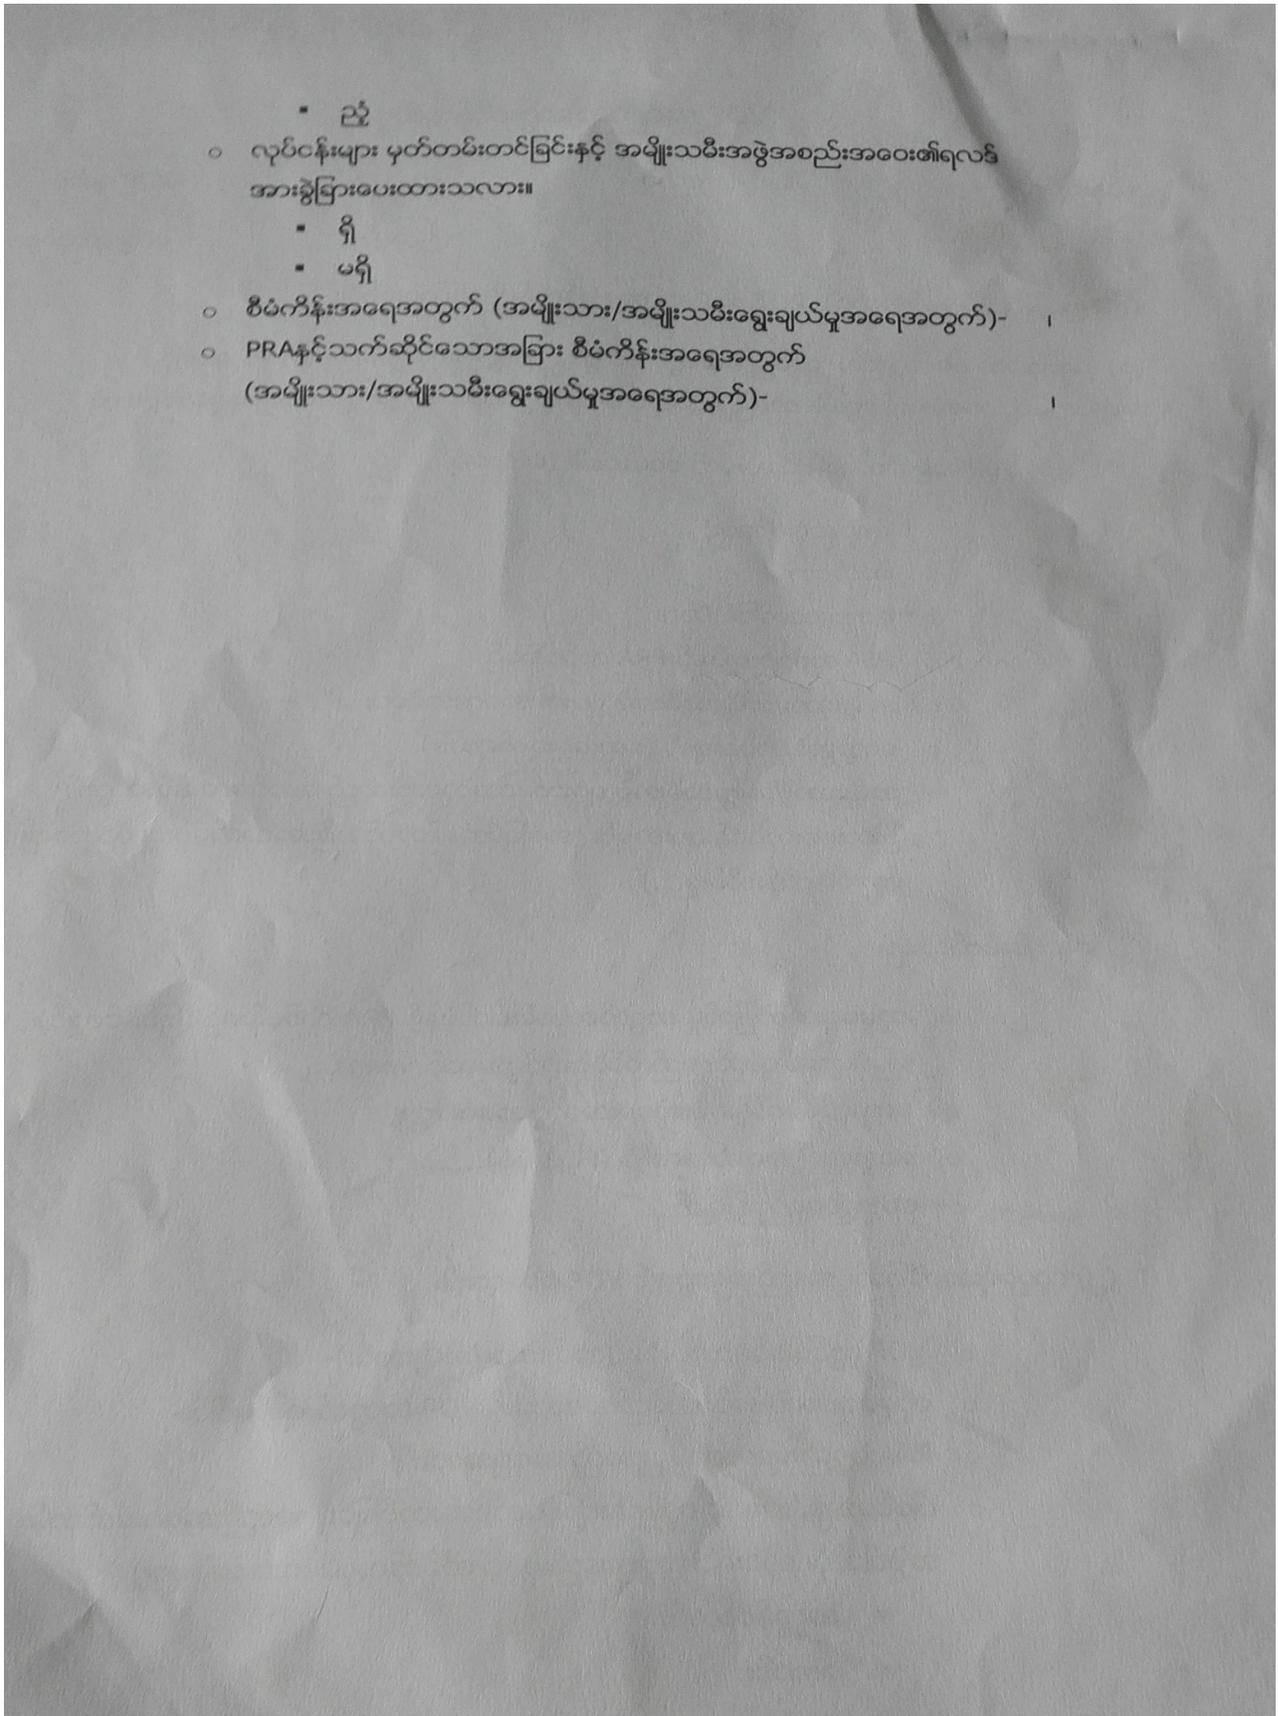 ▪ ညံ့
○ လုပ်ငန်းများ မှတ်တမ်းတင်ခြင်းနှင့် အမျိုးသမီးအဖွဲ့အစည်းအဝေး၏ရလဒ်
အားခွဲခြားပေးထားသလား။
▪ ရှိ
▪ မရှိ
○ စီမံကိန်းအရေအတွက် (အမျိုးသား/အမျိုးသမီးရွေးချယ်မှုအရေအတွက်)- ၊
○ PRAနှင့်သက်ဆိုင်သောအခြား စီမံကိန်းအရေအတွက်
(အမျိုးသား/အမျိုးသမီးရွေးချယ်မှုအရေအတွက်)- ၊